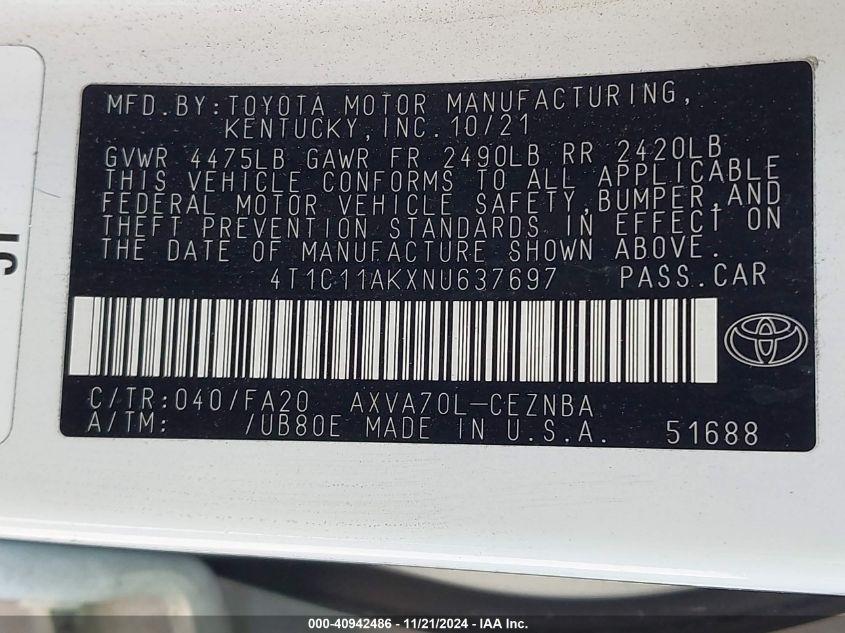 MFD.BY:TOYOTA MOTOR MANUFACTURING,
KENTUCKY,INC.10/21
GVWR 4475LB GAWR FR 2490LB RR 2420LB
THIS VEHICLE CONFORMS TO ALL APPLICABLE
FEDERAL MOTOR VEHICLE SAFETY,BUMPER,AND
THEFT PREVENTION STANDARDS IN EFFECT ON
THE DATE OF MANUFACTURE SHOWN ABOVE.
4T1C11AKXNU637697 PASS.CAR
C/TR:040/FA20 AXVA70L-CEZNBA
A/TM: /UB80E MADE IN U.S.A. 51688
000-40942486 - 11/21/2024 - IAA Inc.